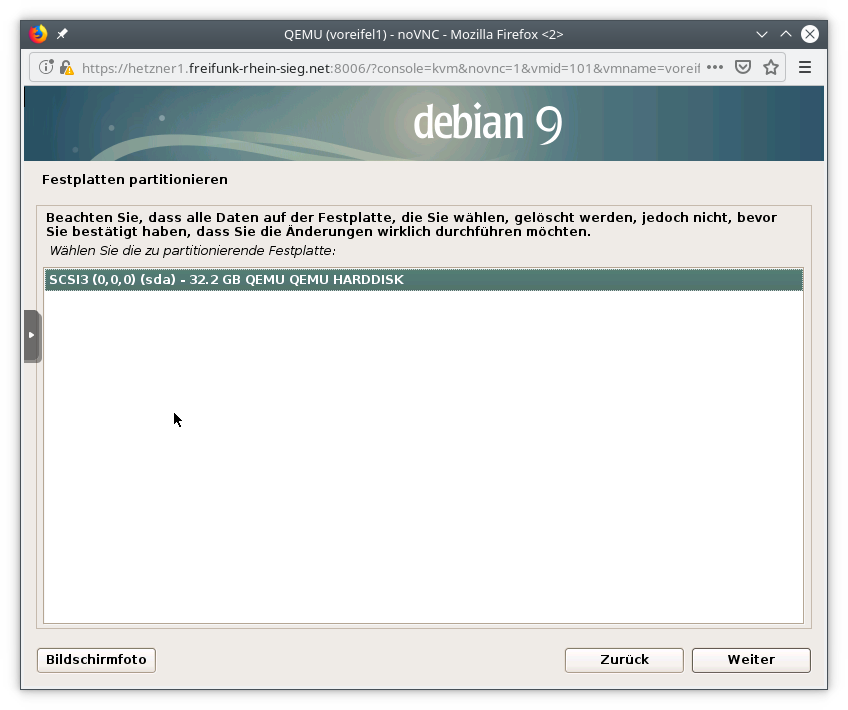 QEMU (voreifel1) - noVNC - Mozilla Firefox <2>
https://hetzner1.freifunk-rhein-sieg.net:8006/?console=kvm&novnc=1&vmid=101&vmname=voreif
debian 9
Festplatten partitionieren
Beachten Sie, dass alle Daten auf der Festplatte, die Sie wählen, gelöscht werden, jedoch nicht, bevor
Sie bestätigt haben, dass Sie die Änderungen wirklich durchführen möchten.
Wählen Sie die zu partitionierende Festplatte:
SCSI3 (0,0,0) (sda) - 32.2 GB QEMU QEMU HARDDISK
Bildschirmfoto
Zurück
Weiter